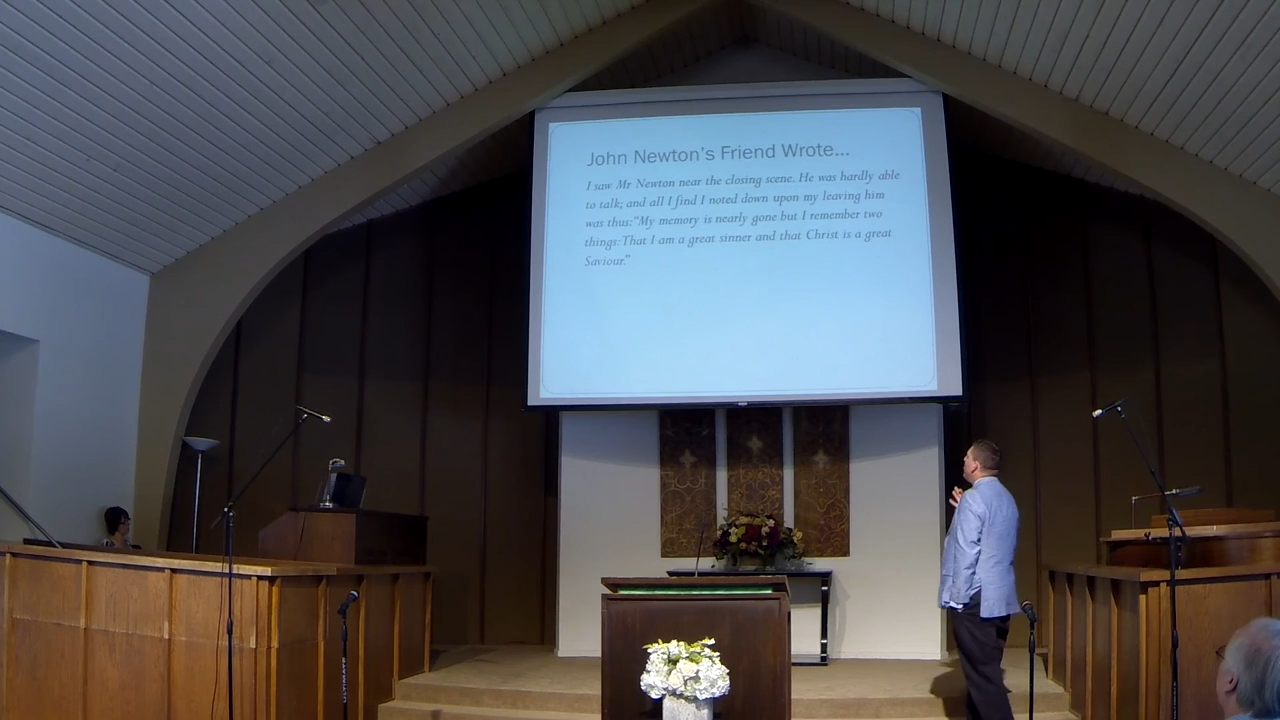 John Newton's Friend Wrote...
I saw Mr Newton near the closing scene. He was hardly able
to talk; and all I find I noted down upon my leaving him
was thus:"My memory is nearly gone but I remember two
things:That I am a great sinner and that Christ is a great
Saviour."
ULTIMATE